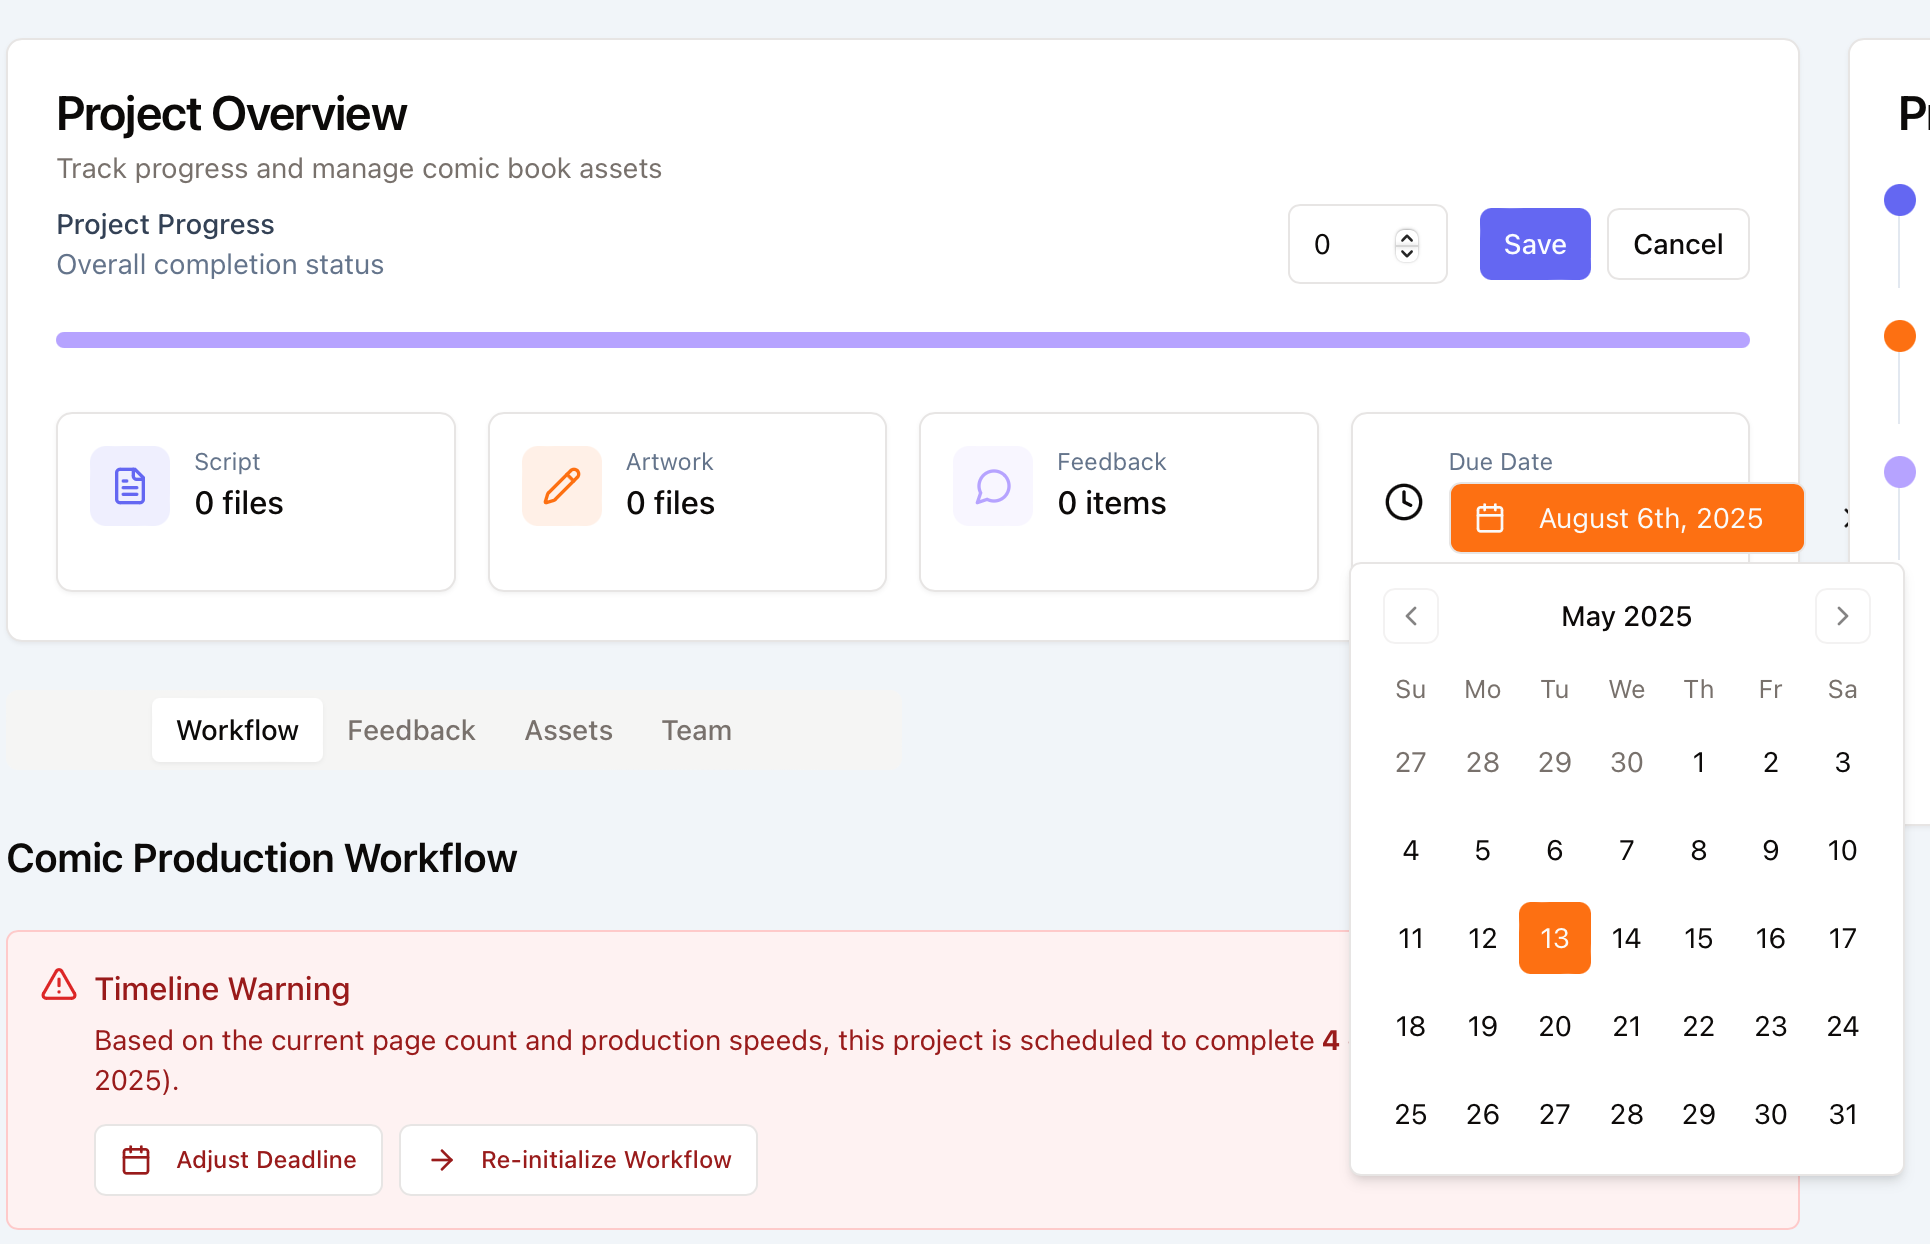 Project Overview
Track progress and manage comic book assets
Project Progress
Overall completion status
0
Save
Cancel
Script
0 files
Artwork
0 files
Feedback
0 items
Due Date
August 6th, 2025
May 2025
Su Mo Tu We Th Fr Sa
27 28 29 30 1 2 3
4 5 6 7 8 9 10
11 12 13 14 15 16 17
18 19 20 21 22 23 24
25 26 27 28 29 30 31
Workflow Feedback Assets Team
Comic Production Workflow
Timeline Warning
Based on the current page count and production speeds, this project is scheduled to complete 4
2025).
Adjust Deadline
Re-initialize Workflow